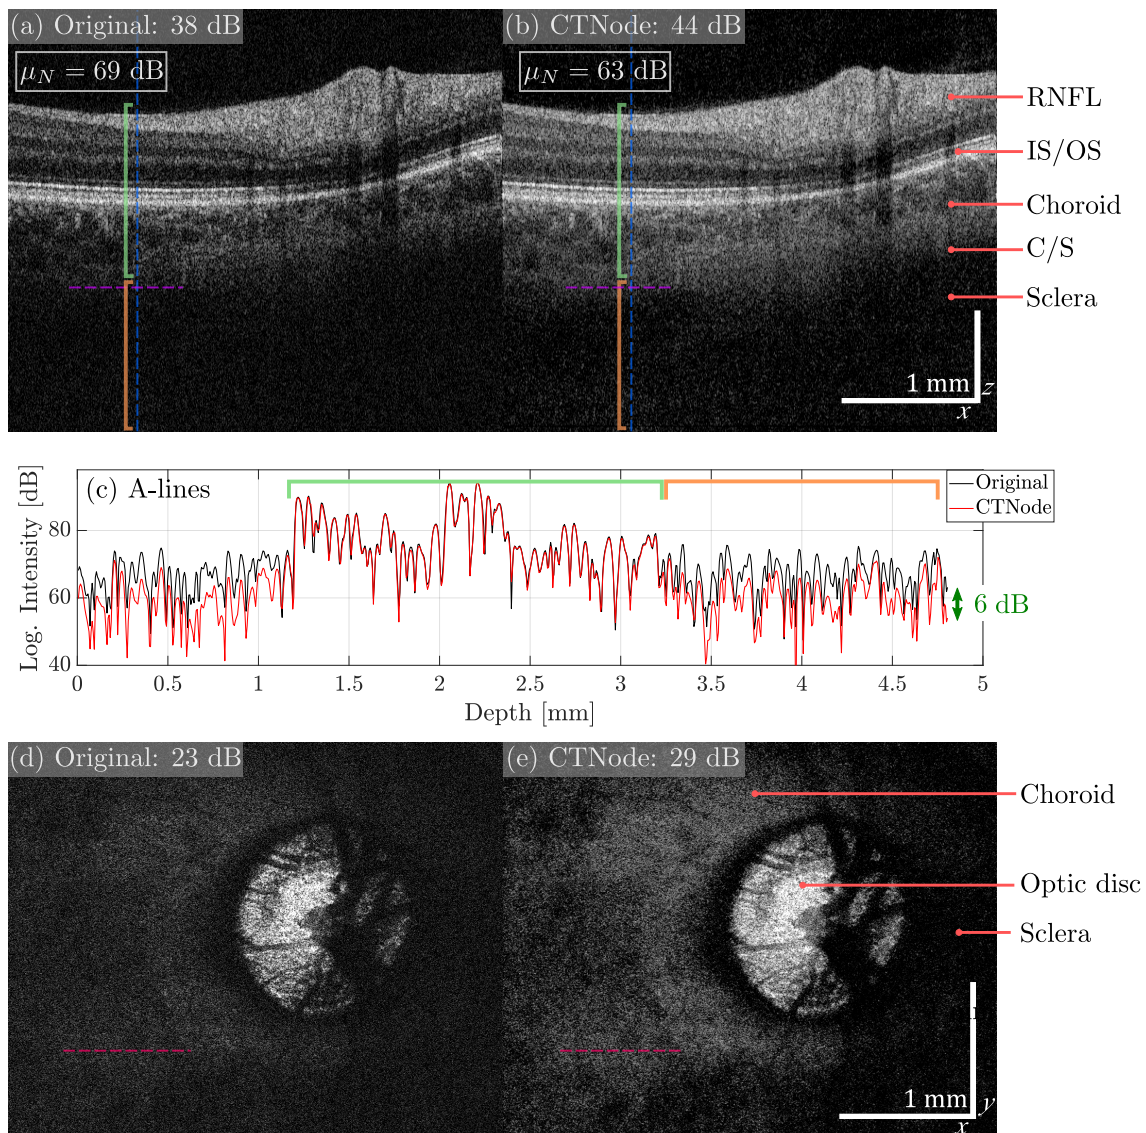 (a) Original: 38 dB
μN = 69 dB
(b) CTNode: 44 dB
μN = 63 dB
RNFL
IS/OS
Choroid
C/S
Sclera
1 mm
z
x
(c) A-lines
Original
CTNode
Log. Intensity [dB]
80
60
40
6 dB
0 0.5 1 1.5 2 2.5 3 3.5 4 4.5 5
Depth [mm]
(d) Original: 23 dB
(e) CTNode: 29 dB
Choroid
Optic disc
Sclera
1 mm
y
x